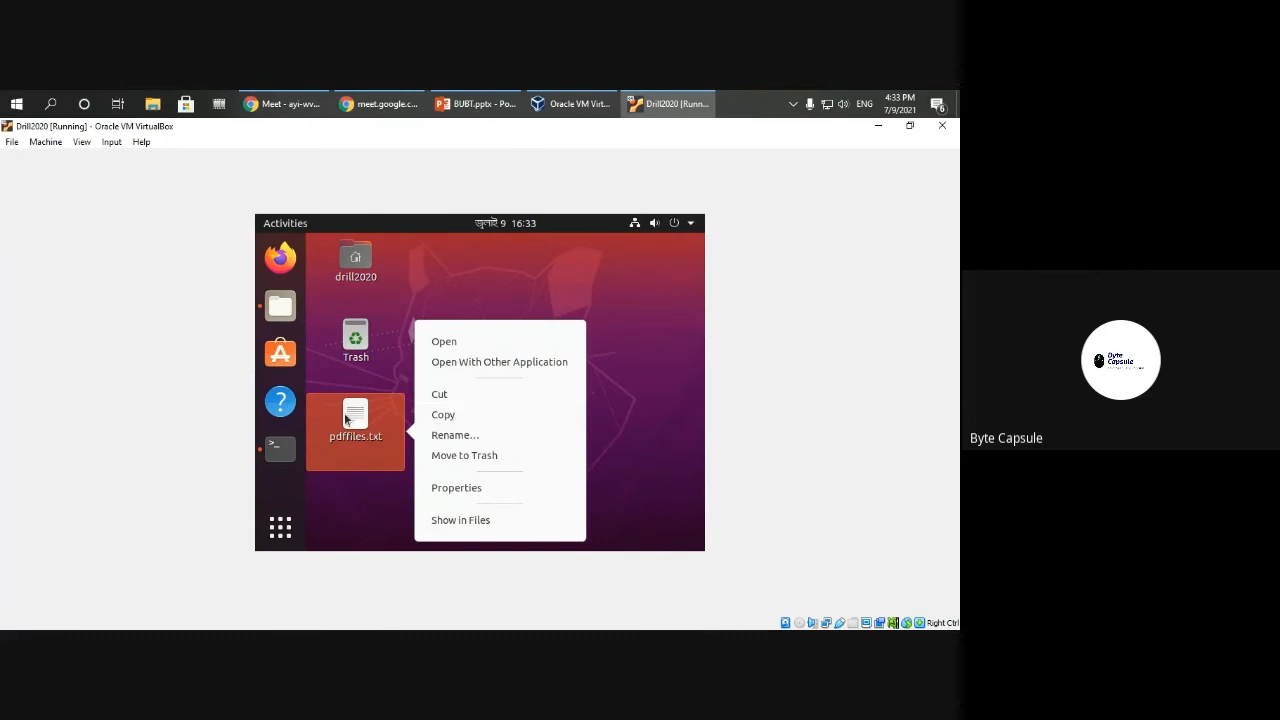 Meet - ayi-wv...
meet.google.c...
BUBT.pptx - Po...
Oracle VM Virt...
Drill2020 [Runn...
ENG
4:33 PM
7/9/2021
6
Drill2020 [Running] - Oracle VM VirtualBox
File Machine View Input Help
Activities
জুলাই 9 16:33
drill2020
Trash
pdffiles.txt
Open
Open With Other Application
Cut
Copy
Rename...
Move to Trash
Properties
Show in Files
Right Ctrl
Byte
Capsule
Byte Capsule